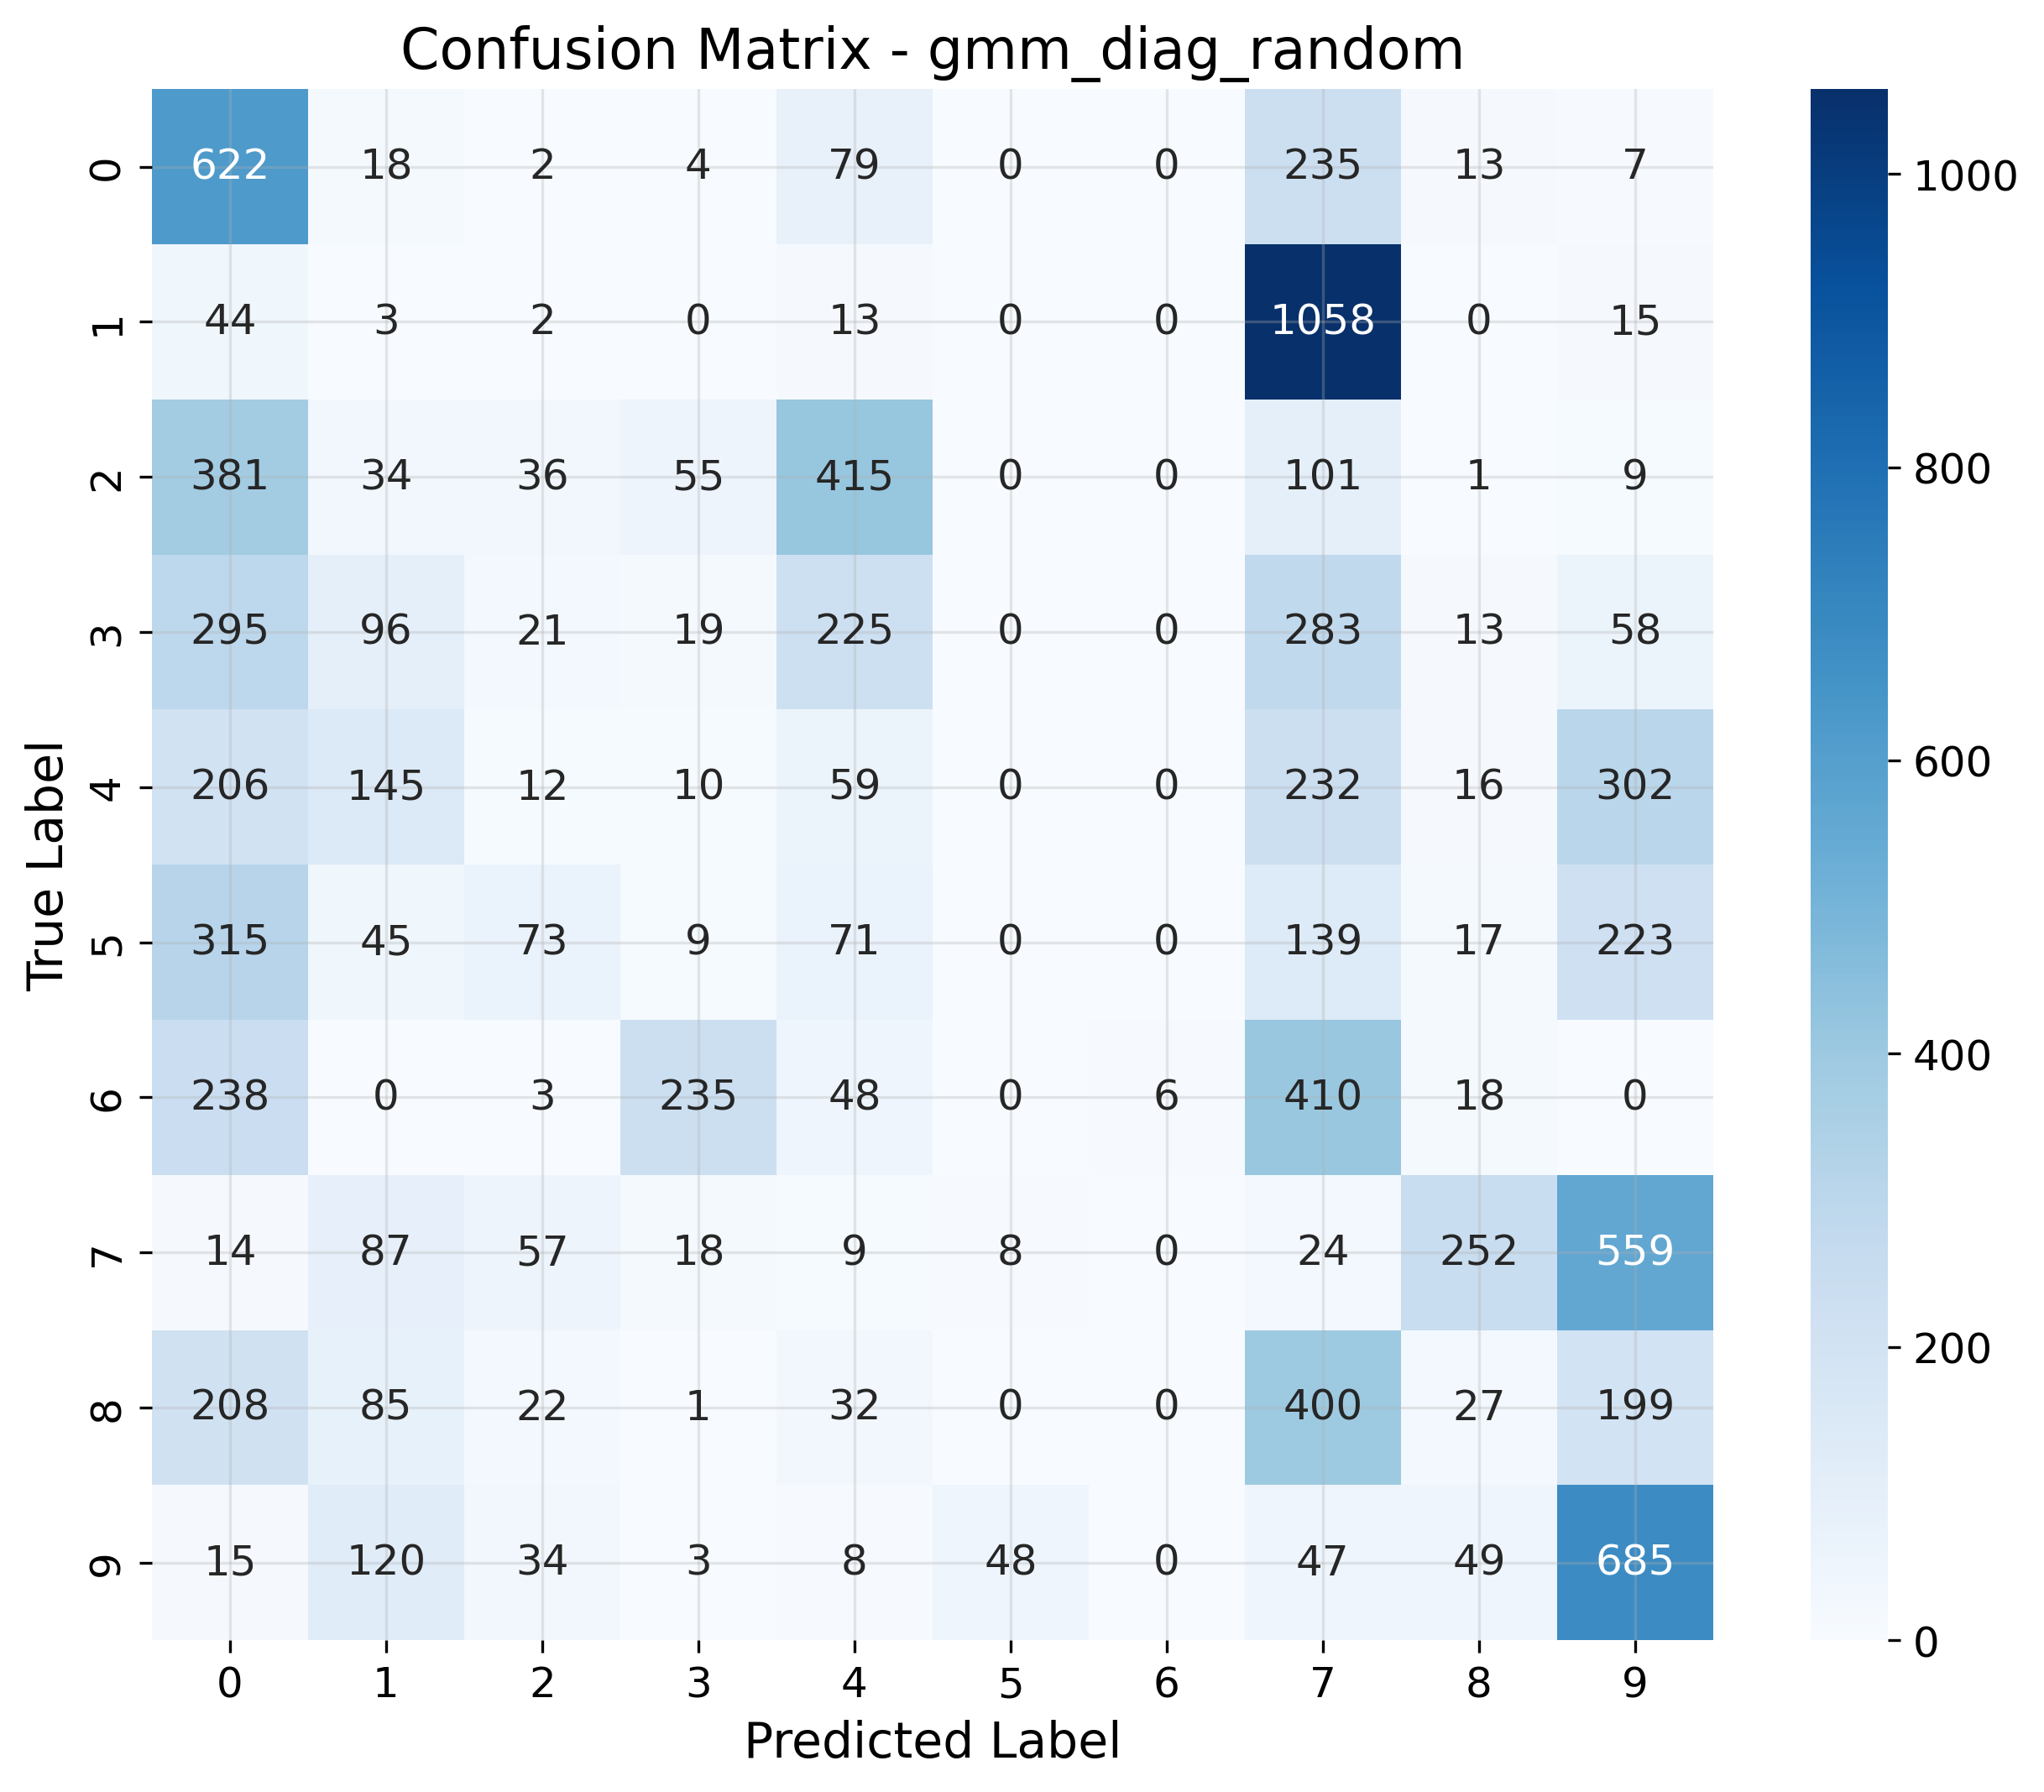 Confusion Matrix - gmm_diag_random
0 622 18 2 4 79 0 0 235 13 7
1 44 3 2 0 13 0 0 1058 0 15
2 381 34 36 55 415 0 0 101 1 9
3 295 96 21 19 225 0 0 283 13 58
4 206 145 12 10 59 0 0 232 16 302
5 315 45 73 9 71 0 0 139 17 223
6 238 0 3 235 48 0 6 410 18 0
7 14 87 57 18 9 8 0 24 252 559
8 208 85 22 1 32 0 0 400 27 199
9 15 120 34 3 8 48 0 47 49 685
0 1 2 3 4 5 6 7 8 9
Predicted Label
True Label
1000
800
600
400
200
0